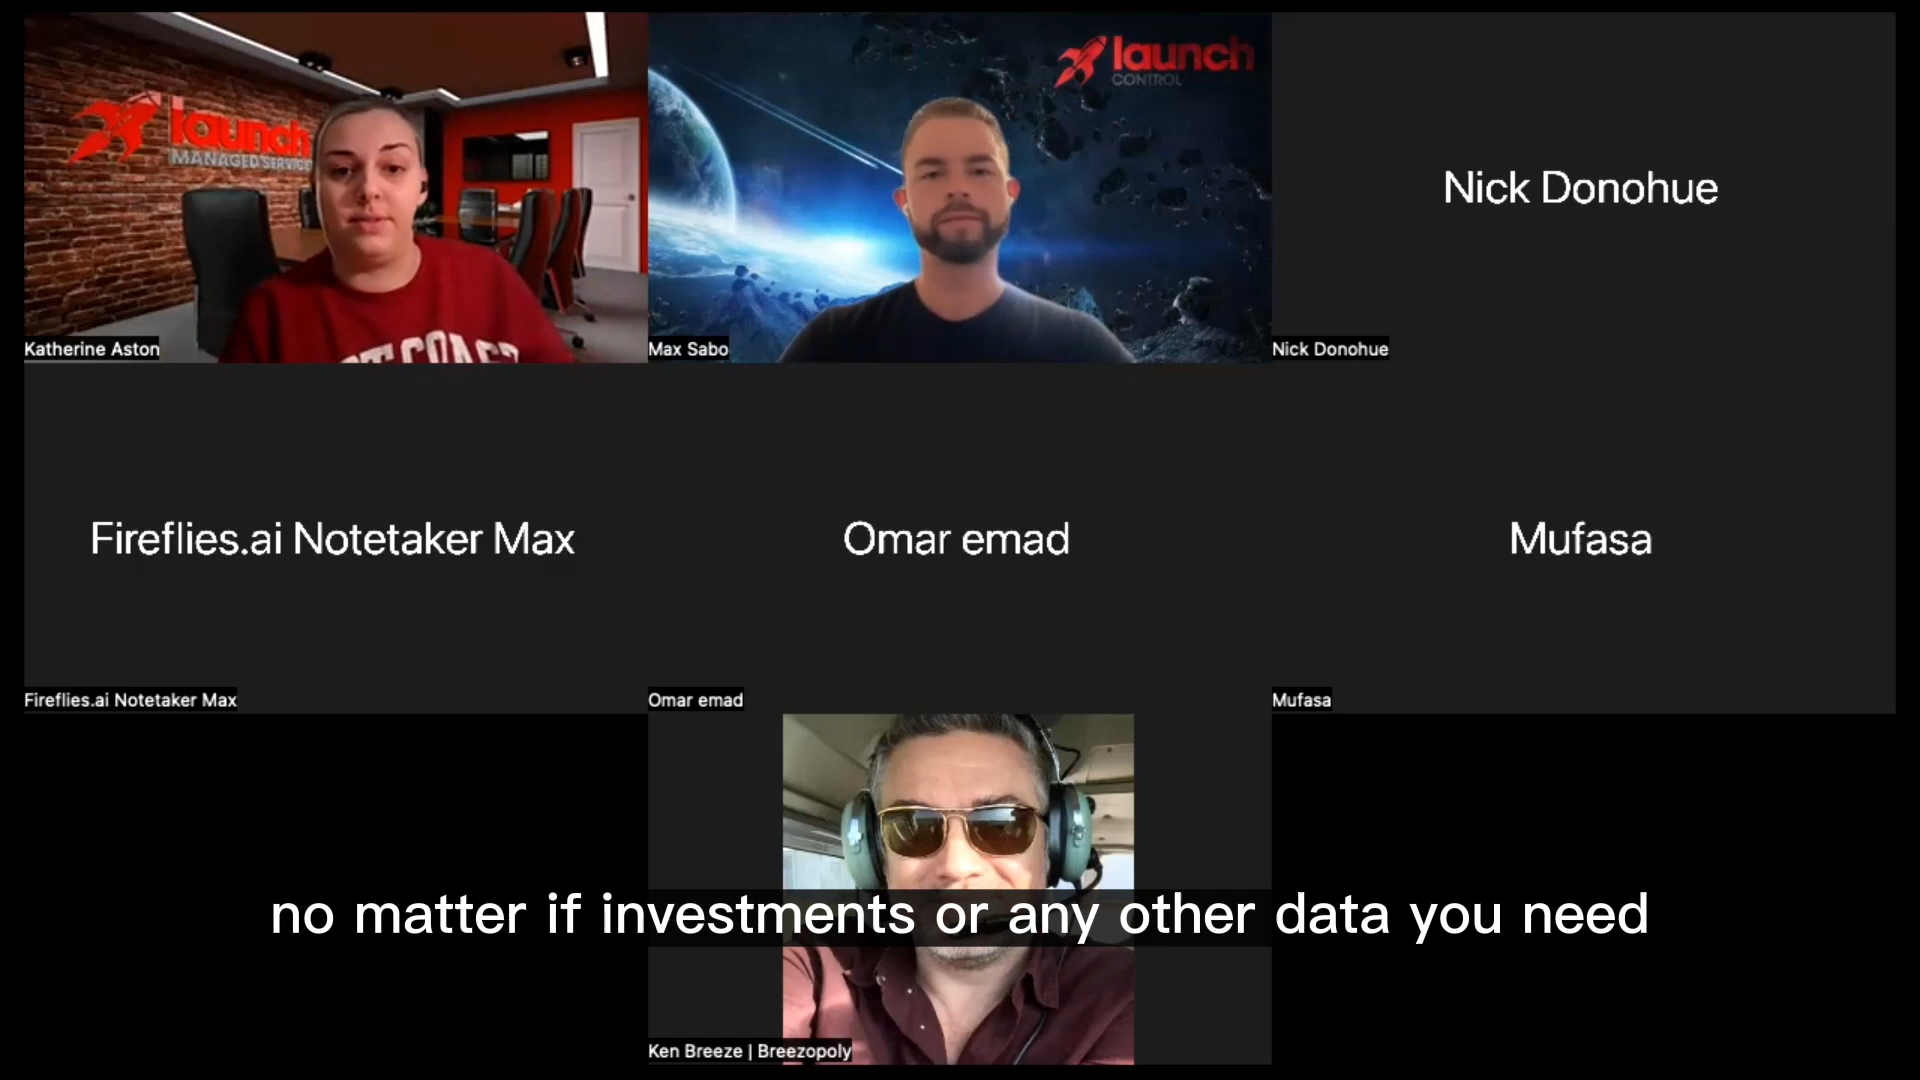 launch
MANAGED SERVIC
Katherine Aston
launch
CONTROL
Max Sabo
Nick Donohue
Nick Donohue
Fireflies.ai Notetaker Max
Fireflies.ai Notetaker Max
Omar emad
Omar emad
Mufasa
Mufasa
no matter if investments or any other data you need
Ken Breeze | Breezopoly